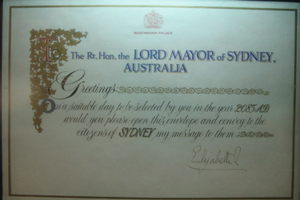 BUCKINGHAM PALACE
To The Rt. Hon. the LORD MAYOR of SYDNEY,
AUSTRALIA
Greetings
On a suitable day to be selected by you in the year 2085 A.D.
would you please open this envelope and convey to the
citizens of SYDNEY my message to them
Elizabeth R